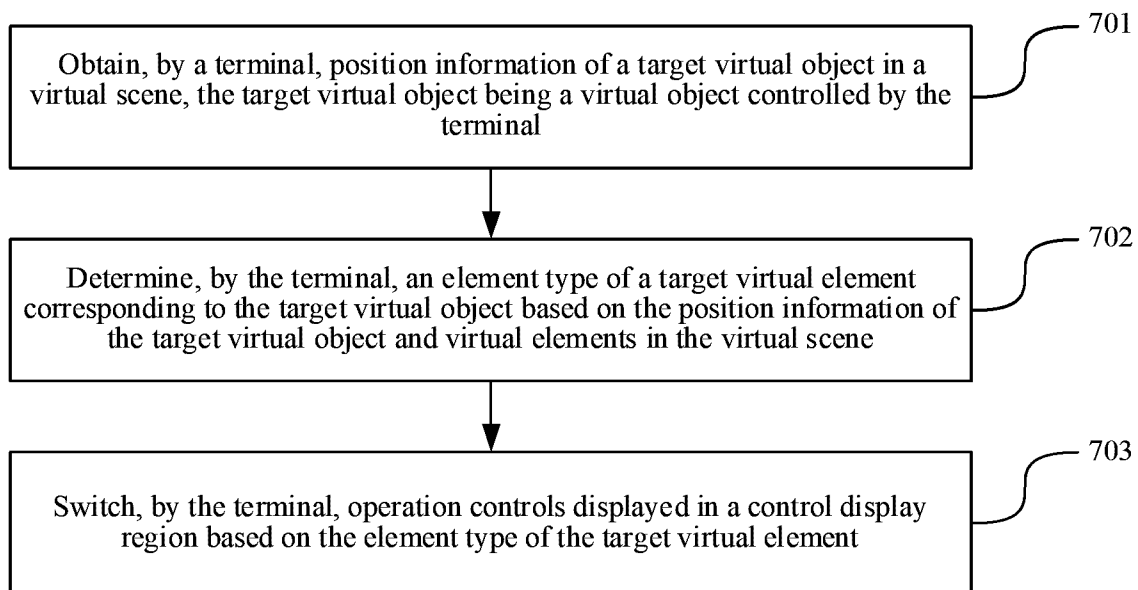 701
Obtain, by a terminal, position information of a target virtual object in a
virtual scene, the target virtual object being a virtual object controlled by the
terminal
702
Determine, by the terminal, an element type of a target virtual element
corresponding to the target virtual object based on the position information of
the target virtual object and virtual elements in the virtual scene
703
Switch, by the terminal, operation controls displayed in a control display
region based on the element type of the target virtual element